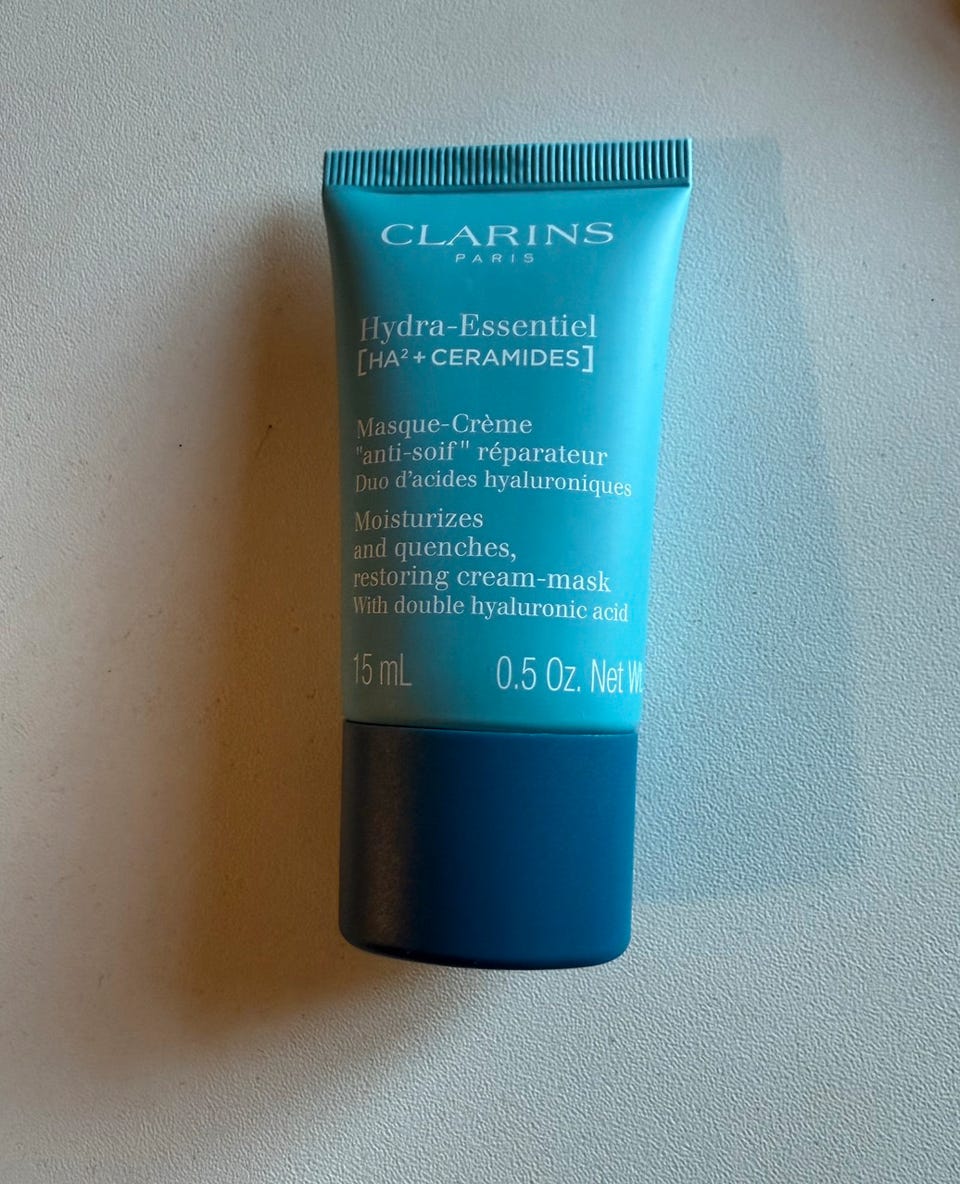 CLARINS
PARIS
Hydra-Essentiel
[HA² + CERAMIDES]
Masque-Crème
"anti-soif" réparateur
Duo d'acides hyaluroniques
Moisturizes
and quenches,
restoring cream-mask
With double hyaluronic acid
15 mL 0.5 Oz. Net Wt.